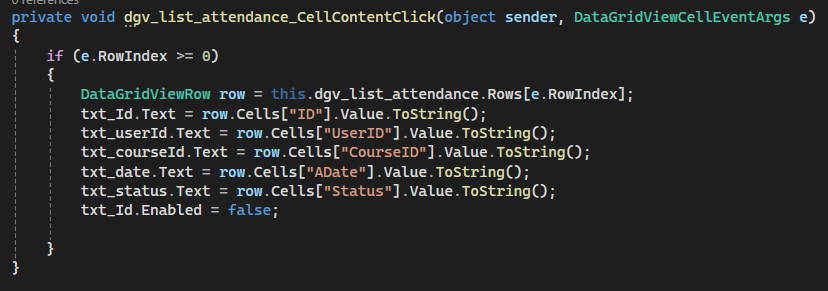 0 references
private void dgv_list_attendance_CellContentClick(object sender, DataGridViewCellEventArgs e)
{
if (e.RowIndex >= 0)
{
DataGridViewRow row = this.dgv_list_attendance.Rows[e.RowIndex];
txt_Id.Text = row.Cells["ID"].Value.ToString();
txt_userId.Text = row.Cells["UserID"].Value.ToString();
txt_courseId.Text = row.Cells["CourseID"].Value.ToString();
txt_date.Text = row.Cells["ADate"].Value.ToString();
txt_status.Text = row.Cells["Status"].Value.ToString();
txt_Id.Enabled = false;
}
}